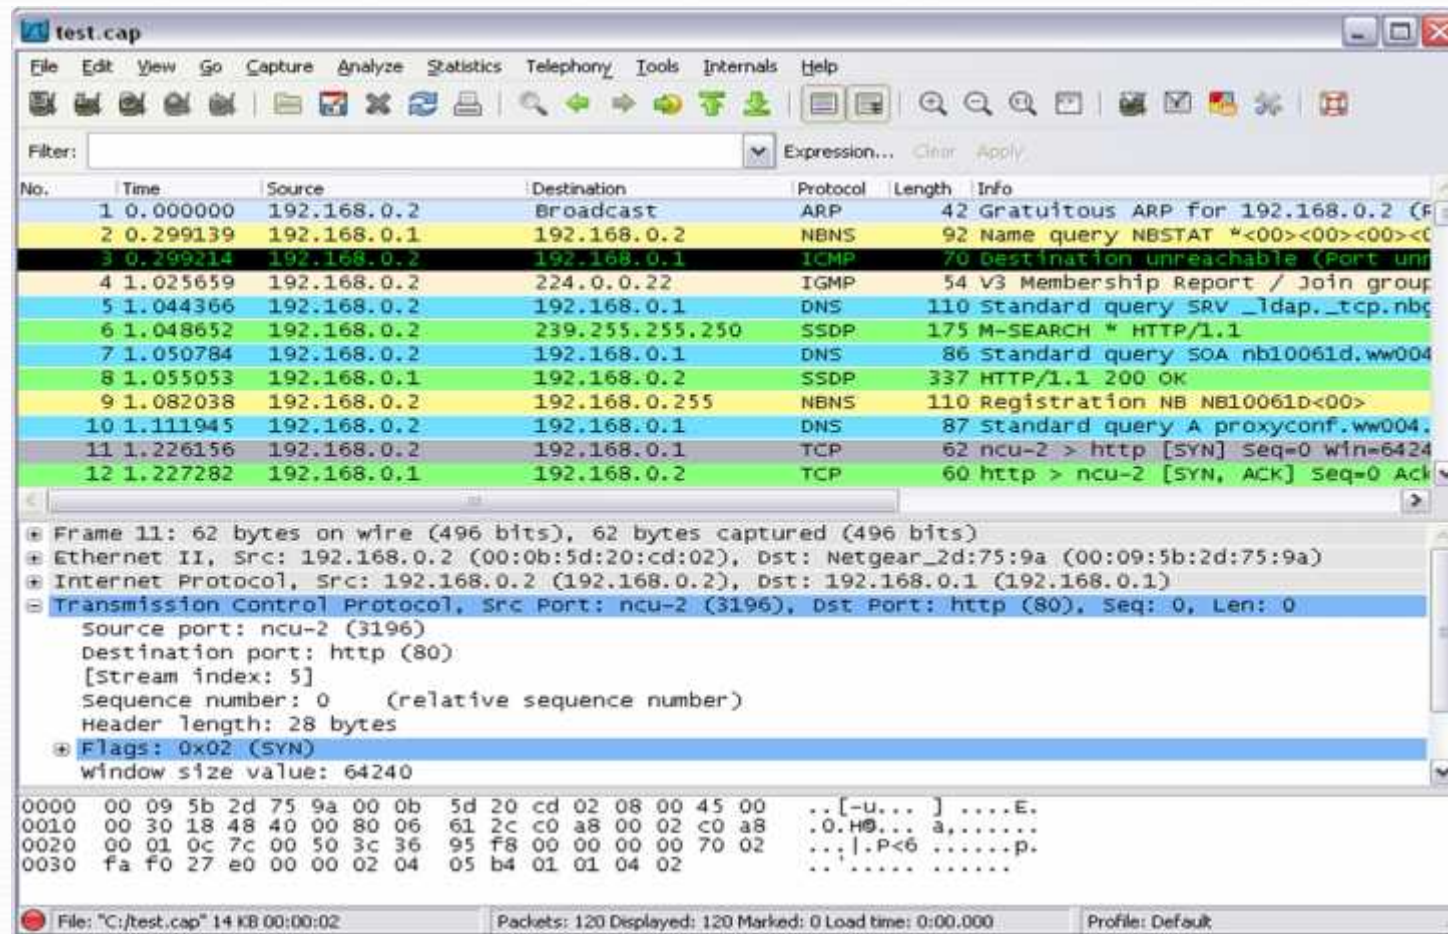 test.cap
File Edit View Go Capture Analyze Statistics Telephony Tools Internals Help
Filter: Expression... Clear Apply
No. Time Source Destination Protocol Length Info
1 0.000000 192.168.0.2 Broadcast ARP 42 Gratuitous ARP for 192.168.0.2 (R
2 0.299139 192.168.0.1 192.168.0.2 NBNS 92 Name query NBSTAT *<00><00><00><0
3 0.299214 192.168.0.2 192.168.0.1 ICMP 70 Destination unreachable (Port unr
4 1.025659 192.168.0.2 224.0.0.22 IGMP 54 V3 Membership Report / Join group
5 1.044366 192.168.0.2 192.168.0.1 DNS 110 Standard query SRV _ldap._tcp.nbg
6 1.048652 192.168.0.2 239.255.255.250 SSDP 175 M-SEARCH * HTTP/1.1
7 1.050784 192.168.0.2 192.168.0.1 DNS 86 Standard query SOA nb10061d.ww004
8 1.055053 192.168.0.1 192.168.0.2 SSDP 337 HTTP/1.1 200 OK
9 1.082038 192.168.0.2 192.168.0.255 NBNS 110 Registration NB NB10061D<00>
10 1.111945 192.168.0.2 192.168.0.1 DNS 87 Standard query A proxyconf.ww004.
11 1.226156 192.168.0.2 192.168.0.1 TCP 62 ncu-2 > http [SYN] Seq=0 Win=6424
12 1.227282 192.168.0.1 192.168.0.2 TCP 60 http > ncu-2 [SYN, ACK] Seq=0 Ack
Frame 11: 62 bytes on wire (496 bits), 62 bytes captured (496 bits)
Ethernet II, Src: 192.168.0.2 (00:0b:5d:20:cd:02), Dst: Netgear_2d:75:9a (00:09:5b:2d:75:9a)
Internet Protocol, Src: 192.168.0.2 (192.168.0.2), Dst: 192.168.0.1 (192.168.0.1)
Transmission Control Protocol, Src Port: ncu-2 (3196), Dst Port: http (80), Seq: 0, Len: 0
Source port: ncu-2 (3196)
Destination port: http (80)
[Stream index: 5]
Sequence number: 0 (relative sequence number)
Header length: 28 bytes
Flags: 0x02 (SYN)
Window size value: 64240
0000 00 09 5b 2d 75 9a 00 0b 5d 20 cd 02 08 00 45 00 ..[-u... ] ....E.
0010 00 30 18 48 40 00 80 06 61 2c c0 a8 00 02 c0 a8 .0.H@... a,......
0020 00 01 0c 7c 00 50 3c 36 95 f8 00 00 00 00 70 02 ...|.P<6 ......p.
0030 fa f0 27 e0 00 00 02 04 05 b4 01 01 04 02 ..'..... ......
File: "C:/test.cap" 14 KB 00:00:02 Packets: 120 Displayed: 120 Marked: 0 Load time: 0:00.000 Profile: Default